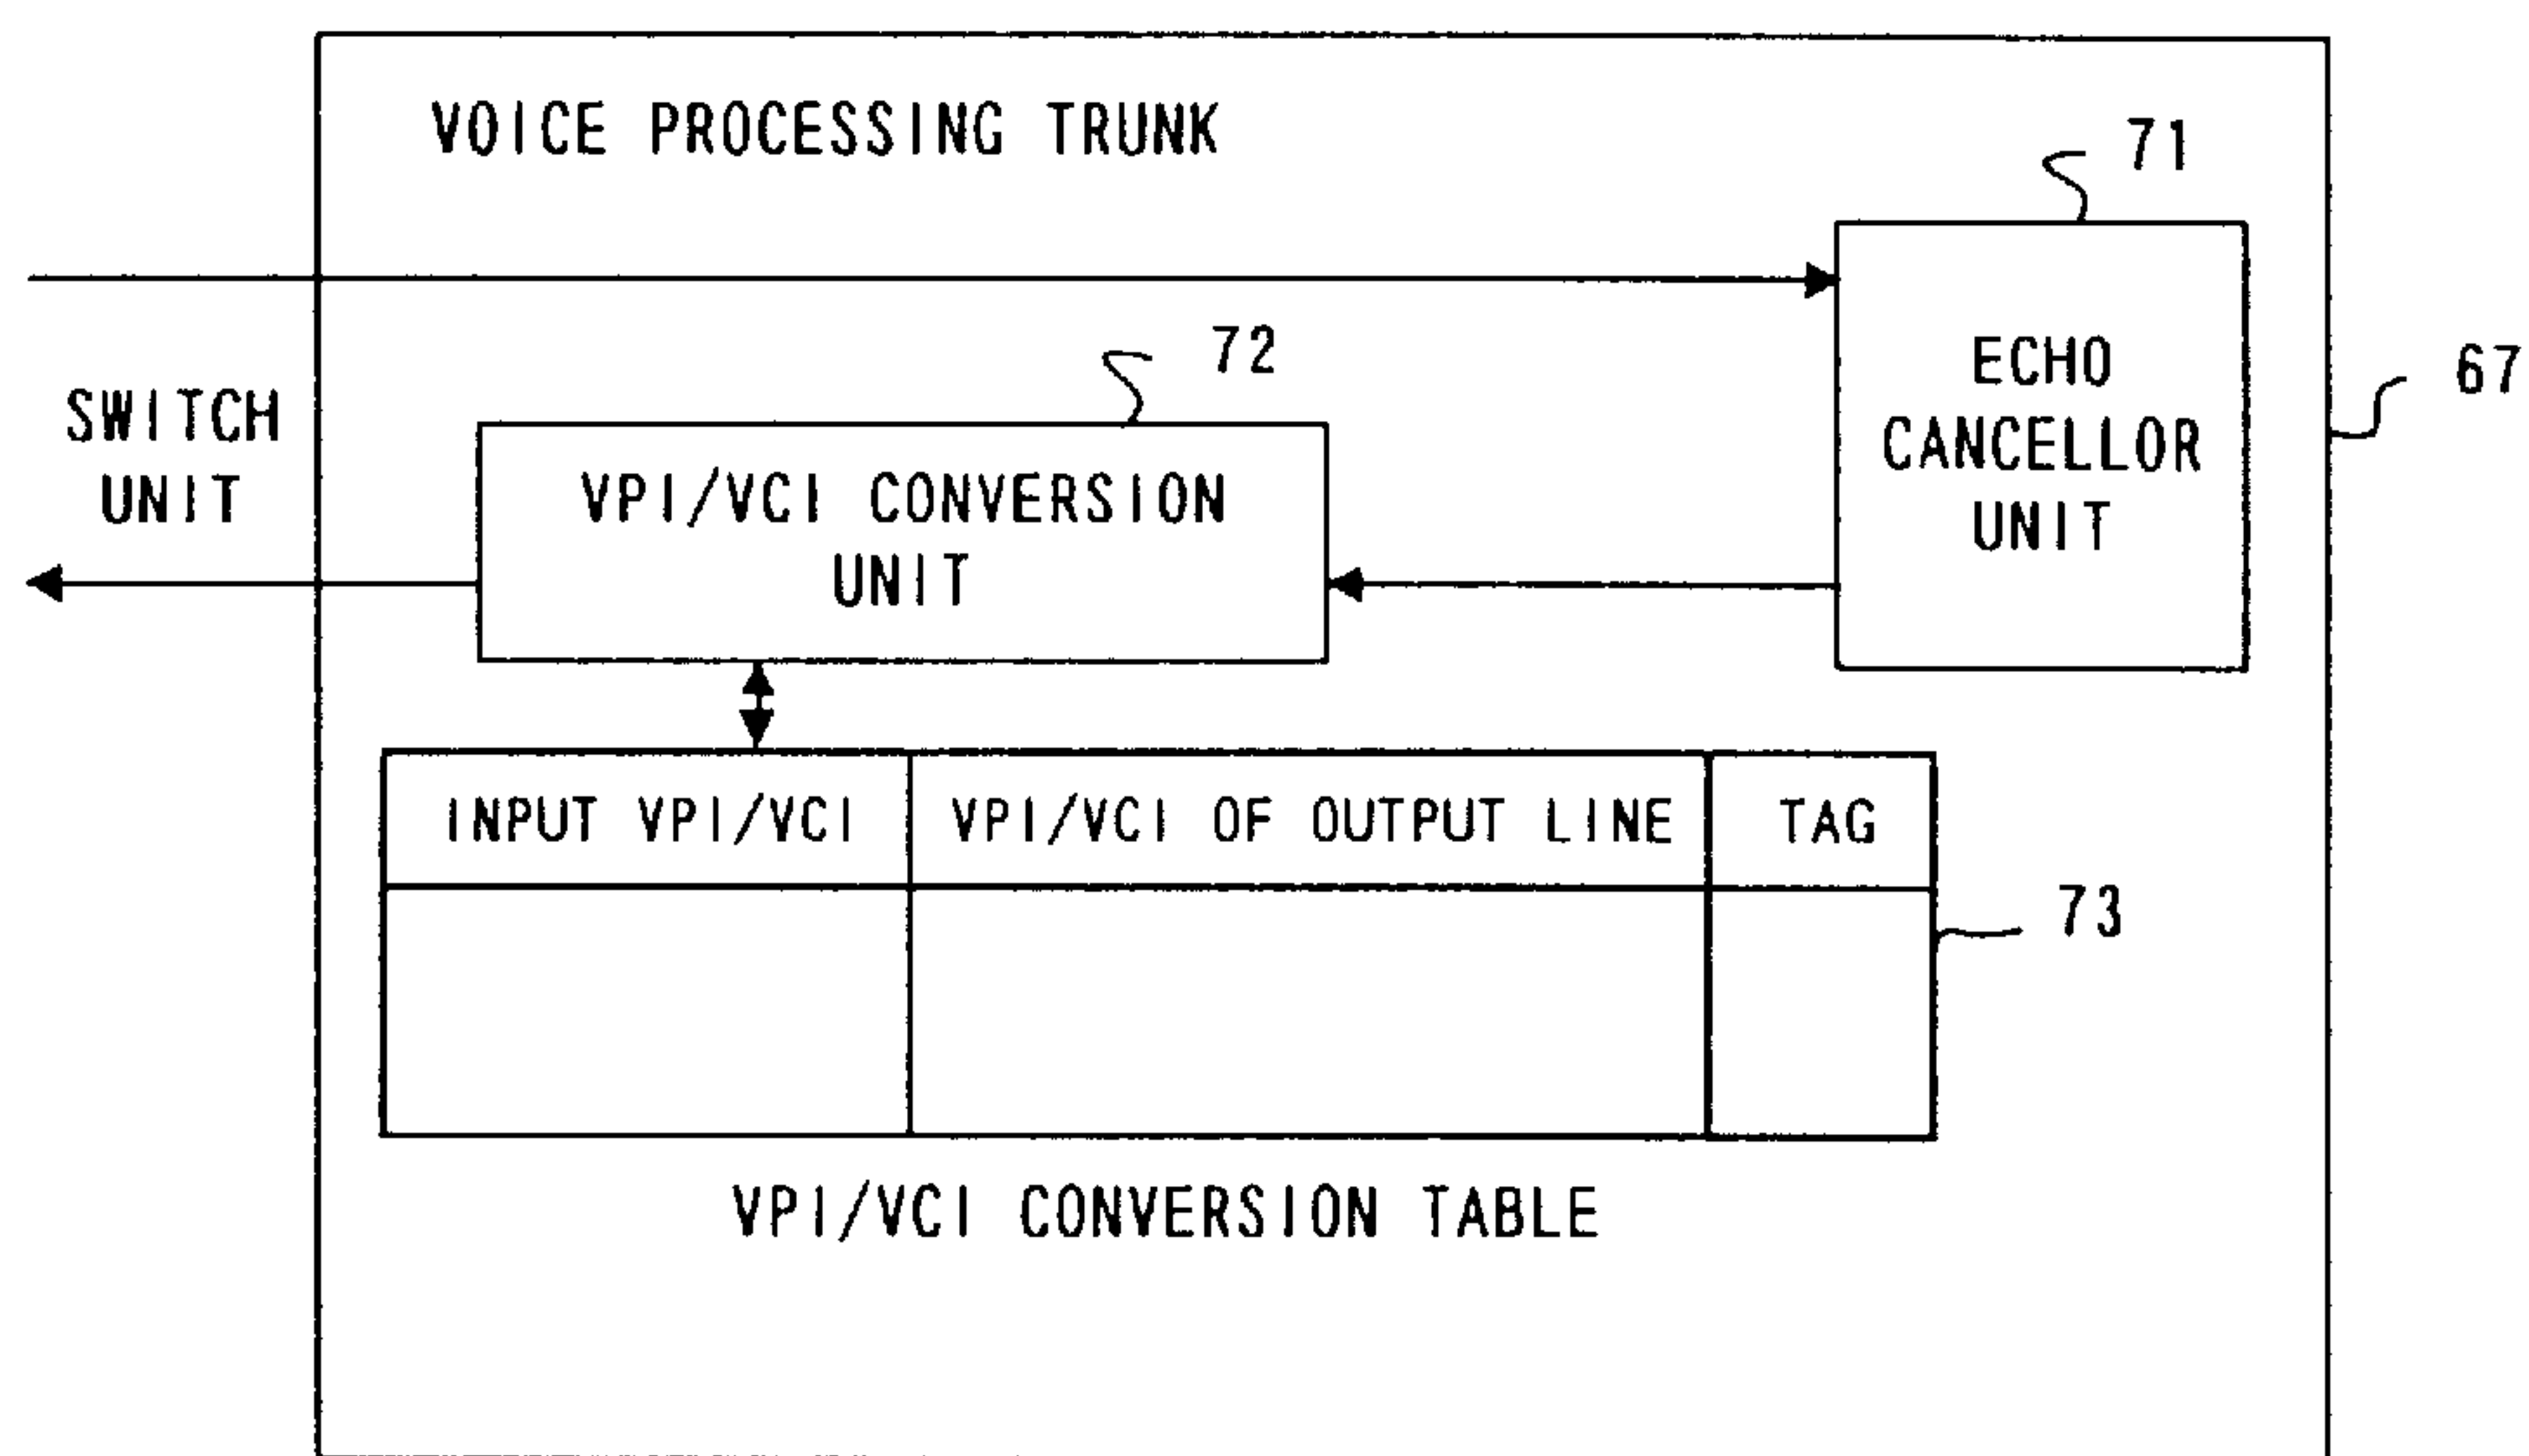 VOICE PROCESSING TRUNK
71
72
ECHO
CANCELLOR
UNIT
67
SWITCH
UNIT
VPI/VCI CONVERSION
UNIT
INPUT VPI/VCI
VPI/VCI OF OUTPUT LINE
TAG
73
VPI/VCI CONVERSION TABLE